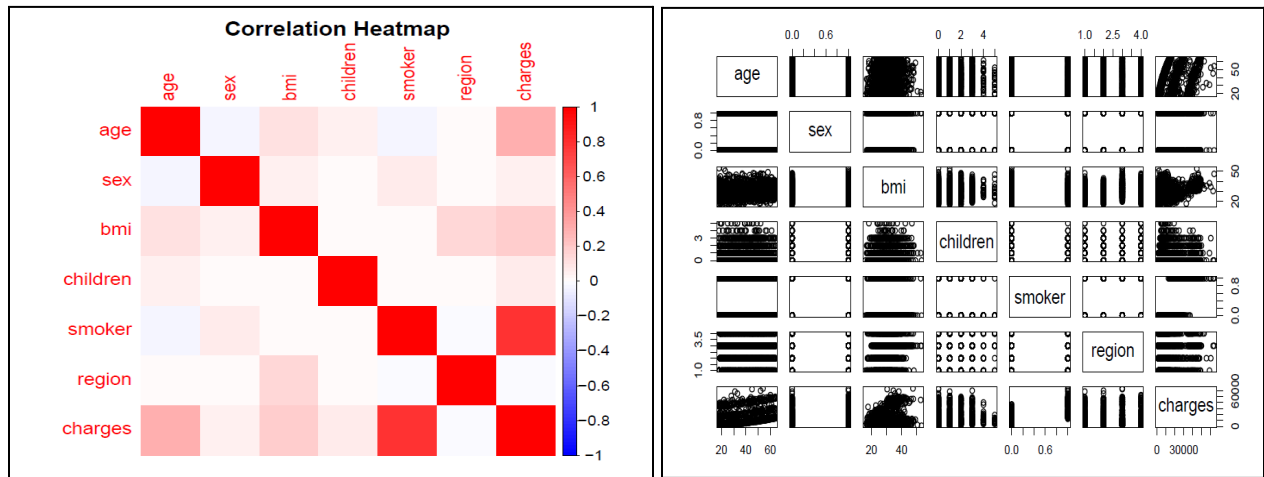 Correlation Heatmap
age
sex
bmi
children
smoker
region
charges
age
sex
bmi
children
smoker
region
charges
1
0.8
0.6
0.4
0.2
0
−0.2
−0.4
−0.6
−0.8
−1
0.0 0.6
0 2 4
1.0 2.5 4.0
age
20 50
0.0 0.8
sex
bmi
20 50
0 3
children
smoker
0.0 0.8
1.0 3.5
region
charges
0 60000
20 40 60
20 40
0.0 0.6
0 30000